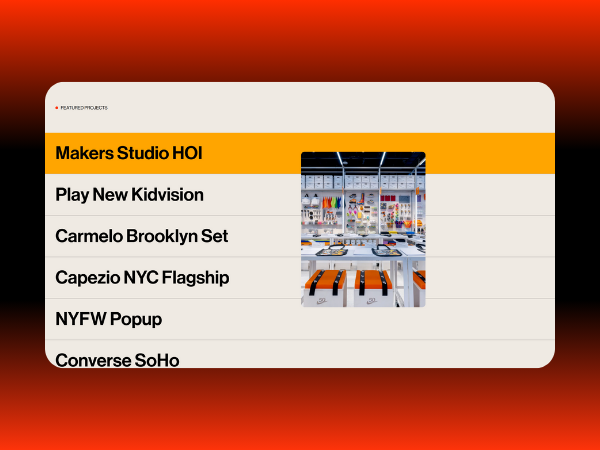 FEATURED PROJECTS
Makers Studio HOI
Play New Kidvision
Carmelo Brooklyn Set
Capezio NYC Flagship
NYFW Popup
Converse SoHo